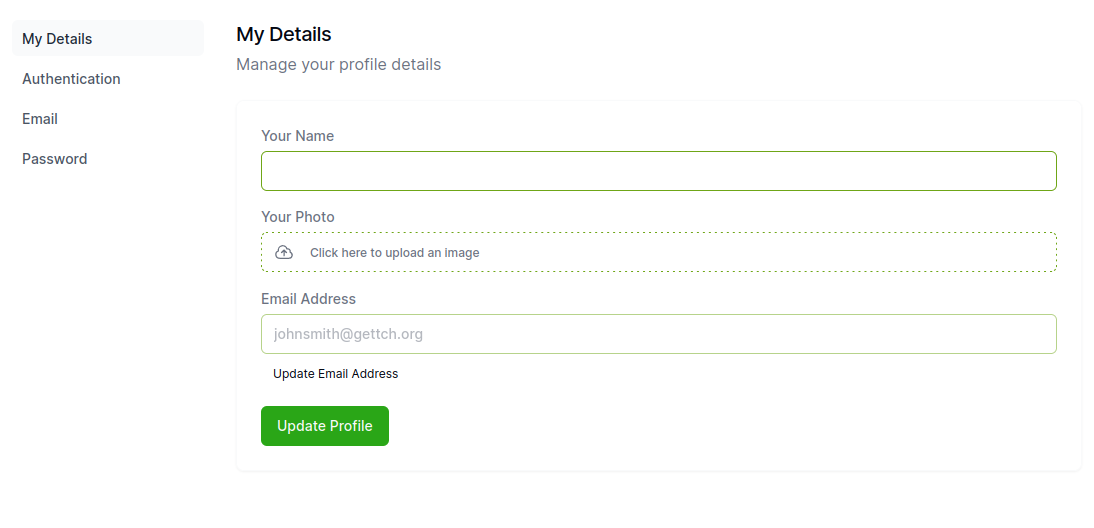 My Details
Authentication
Email
Password
My Details
Manage your profile details
Your Name
Your Photo
Click here to upload an image
Email Address
johnsmith@gettch.org
Update Email Address
Update Profile